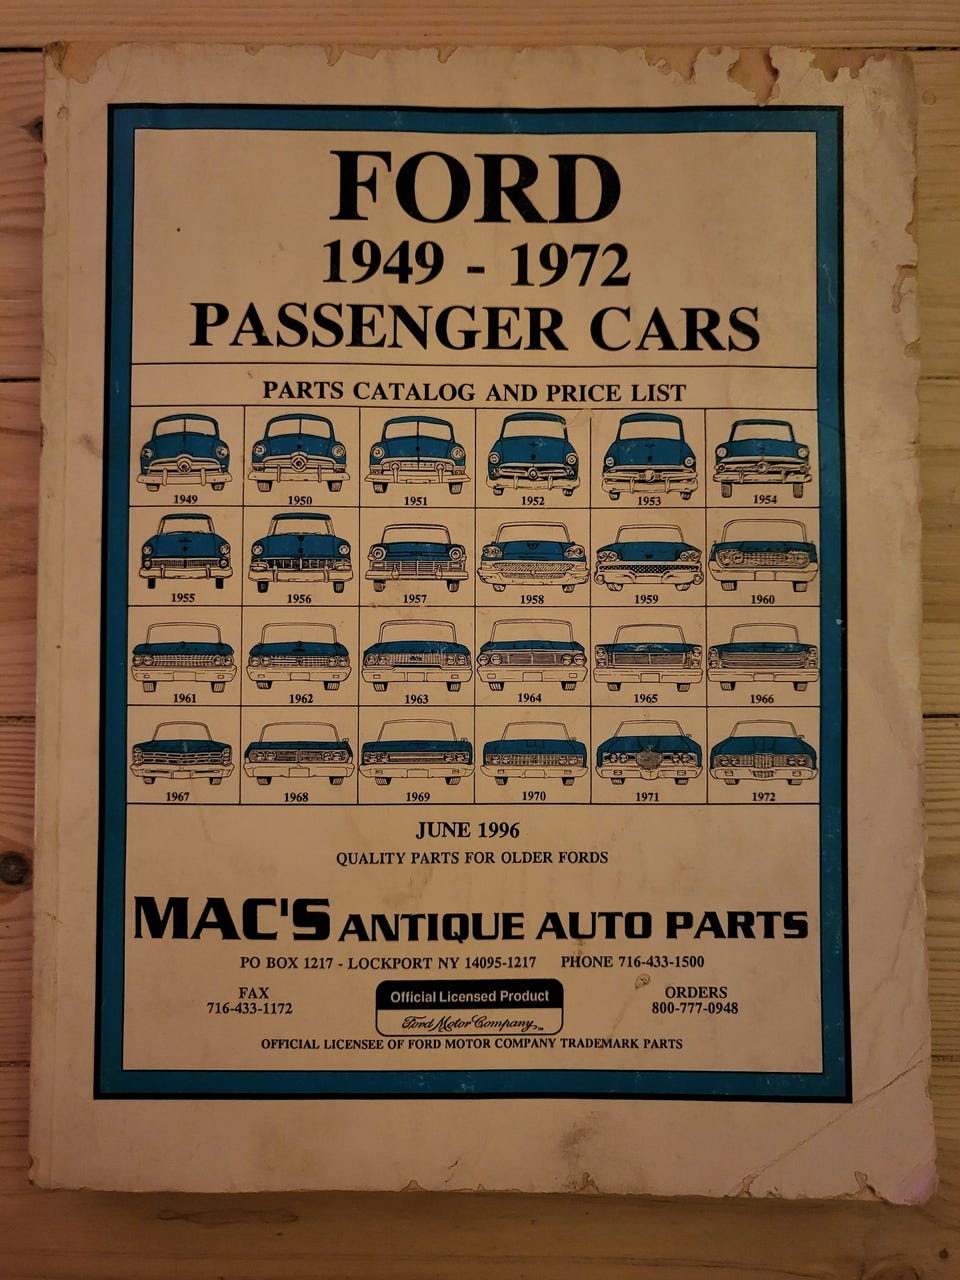 FORD
1949 - 1972
PASSENGER CARS
PARTS CATALOG AND PRICE LIST
1949 1950 1951 1952 1953 1954
1955 1956 1957 1958 1959 1960
1961 1962 1963 1964 1965 1966
1967 1968 1969 1970 1971 1972
JUNE 1996
QUALITY PARTS FOR OLDER FORDS
MAC'S ANTIQUE AUTO PARTS
PO BOX 1217 - LOCKPORT NY 14095-1217 PHONE 716-433-1500
FAX
716-433-1172
Official Licensed Product
Ford Motor Company™
ORDERS
800-777-0948
OFFICIAL LICENSEE OF FORD MOTOR COMPANY TRADEMARK PARTS